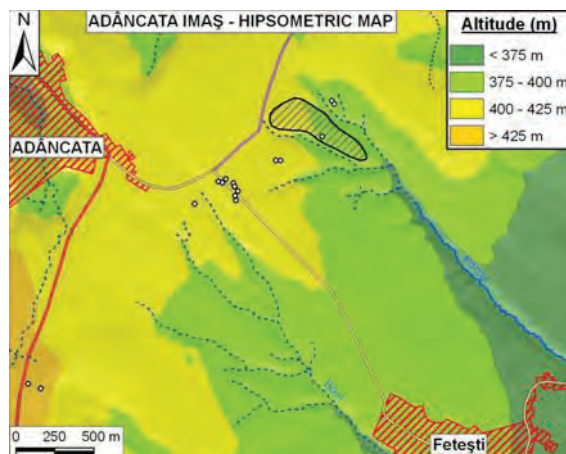 ADÂNCATA IMAŞ - HIPSOMETRIC MAP
N
Altitude (m)
< 375 m
375 - 400 m
400 - 425 m
> 425 m
ADÂNCATA
Feteşti
0 250 500 m